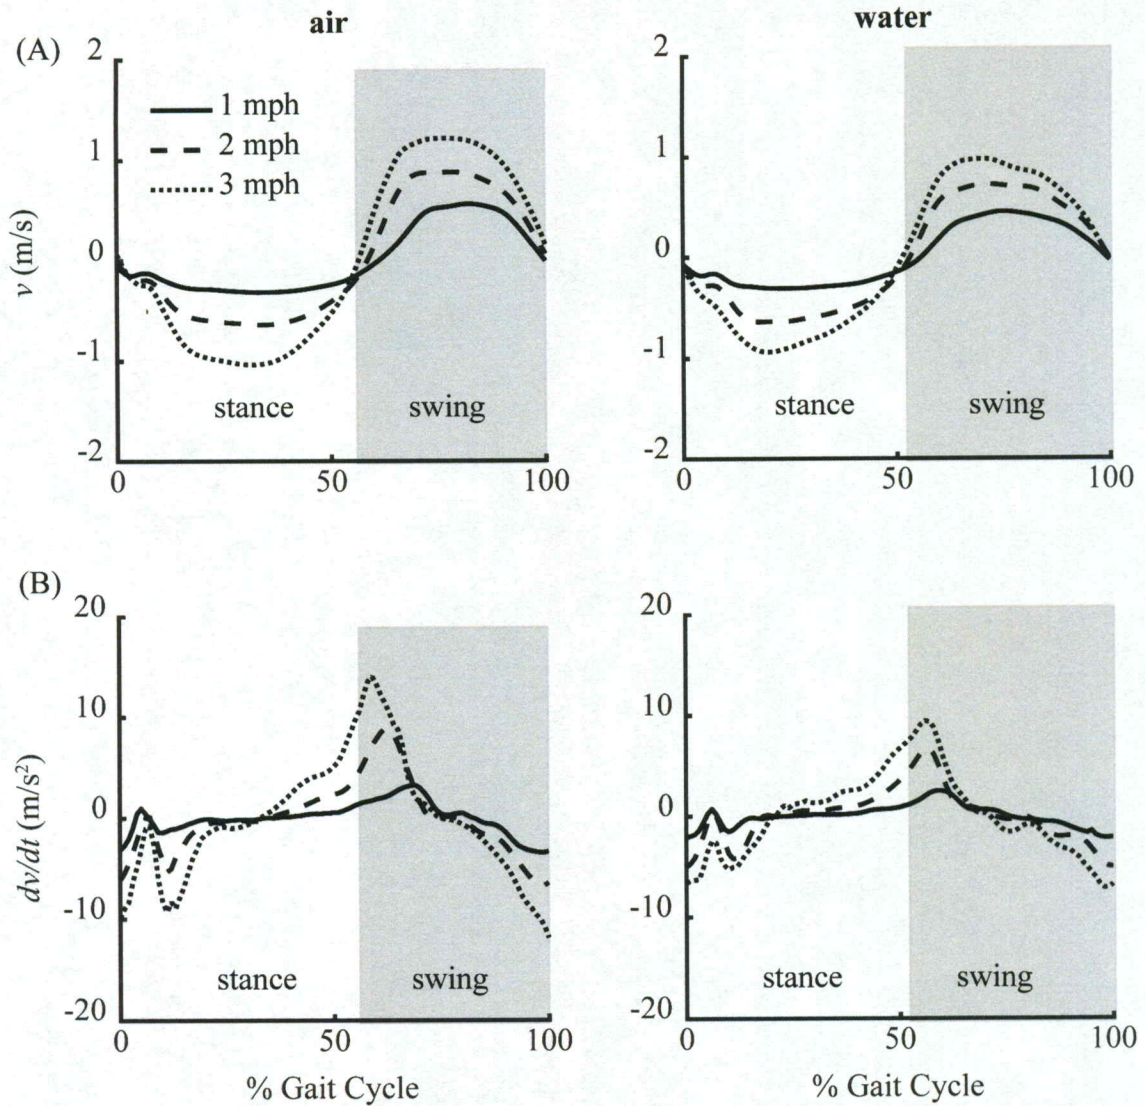 air
water
(A)
2
1
0
-1
-2
v (m/s)
1 mph
2 mph
3 mph
stance
swing
0
50
100
2
1
0
-1
-2
stance
swing
0
50
100
(B)
20
10
0
-10
-20
dv/dt (m/s²)
stance
swing
0
50
100
% Gait Cycle
20
10
0
-10
-20
stance
swing
0
50
100
% Gait Cycle